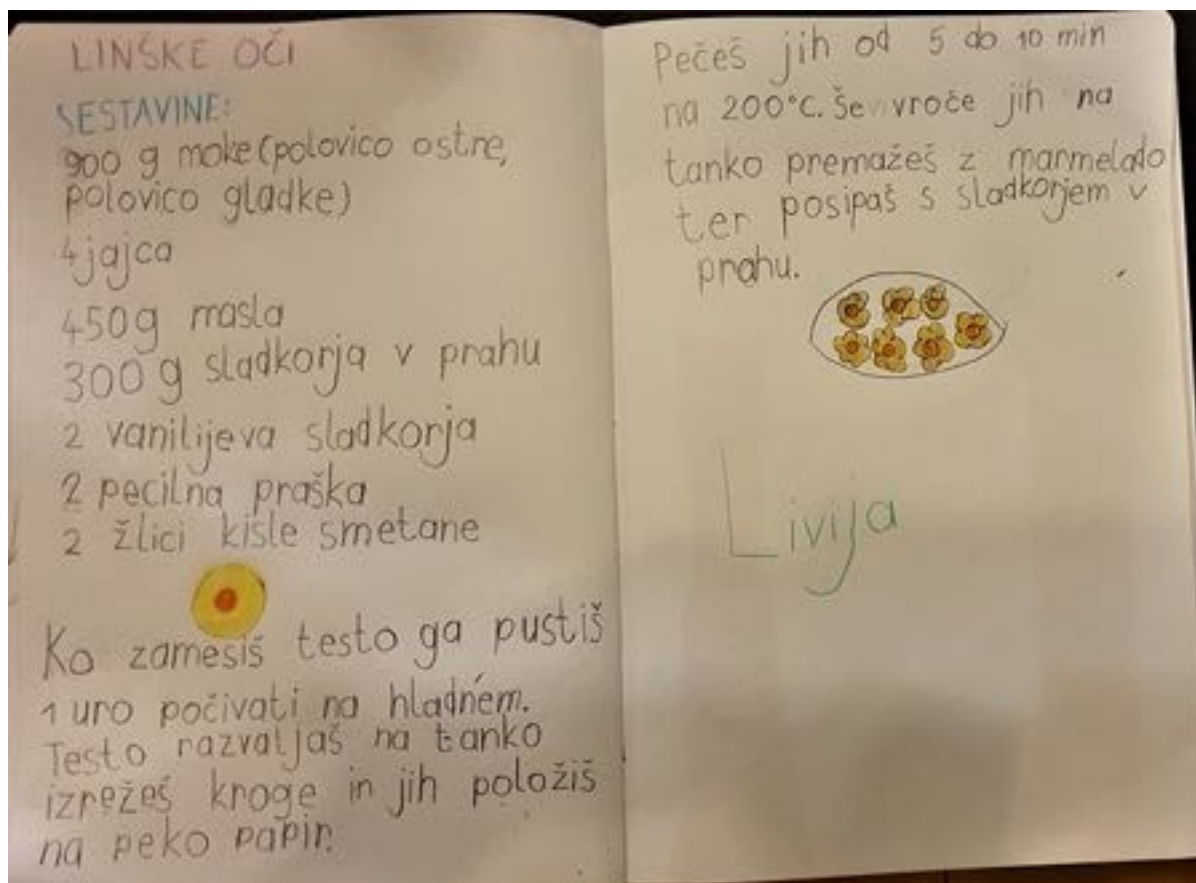 LINŠKE OČI
SESTAVINE:
900 g moke (polovico ostre,
polovico gladke)
4 jajca
450 g masla
300 g sladkorja v prahu
2 vanilijeva sladkorja
2 pecilna praška
2 žlici kisle smetane
Ko zamesiš testo ga pustiš
1 uro počivati na hladnem.
Testo razvaljaš na tanko
izrežeš kroge in jih položiš
na peko papir.
Pečeš jih od 5 do 10 min
na 200°C. Še vroče jih na
tanko premažeš z marmelado
ter posipaš s sladkorjem v
prahu.
Livija